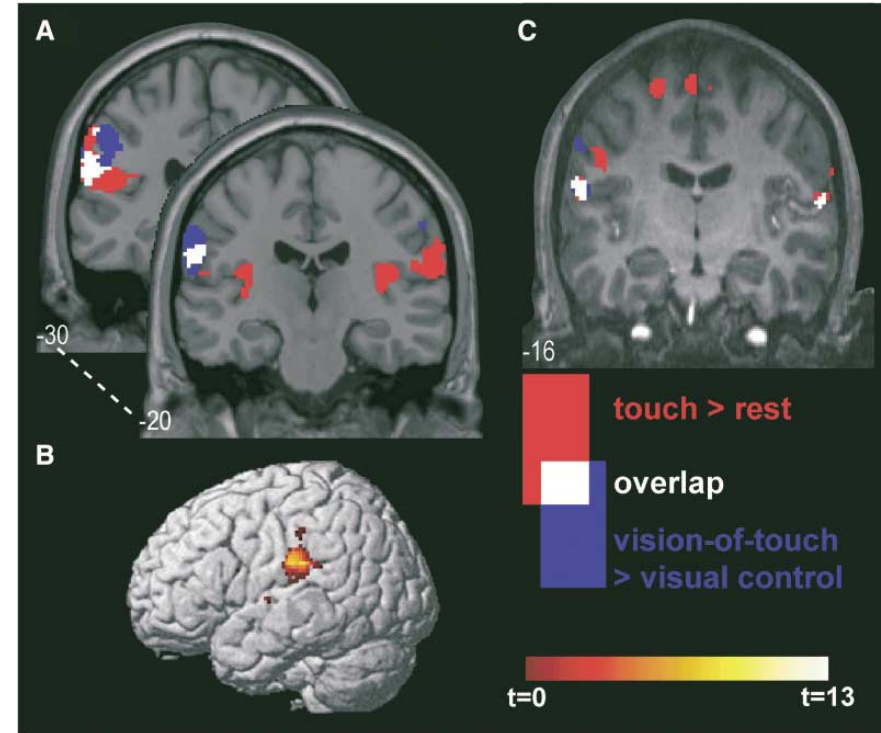 A
C
-30
-20
-16
B
touch > rest
overlap
vision-of-touch
> visual control
t=0
t=13